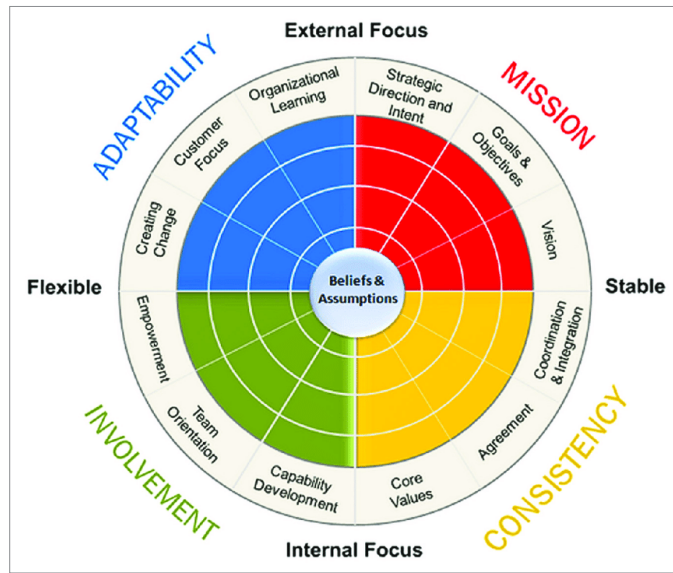 External Focus
ADAPTABILITY
MISSION
Organizational
Learning
Strategic
Direction and
Intent
Customer
Focus
Goals &
Objectives
Creating
Change
Vision
Flexible
Beliefs &
Assumptions
Stable
Empowerment
Coordination
& Integration
Team
Orientation
Agreement
Capability
Development
Core
Values
INVOLVEMENT
CONSISTENCY
Internal Focus